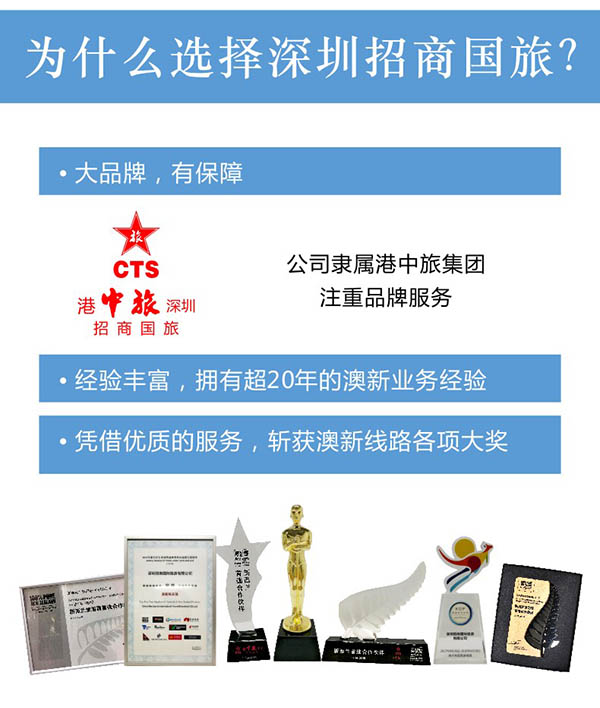 为什么选择深圳招商国旅?
• 大品牌，有保障
旅
CTS
港中旅深圳
招商国旅
公司隶属港中旅集团
注重品牌服务
• 经验丰富，拥有超20年的澳新业务经验
• 凭借优质的服务，斩获澳新线路各项大奖